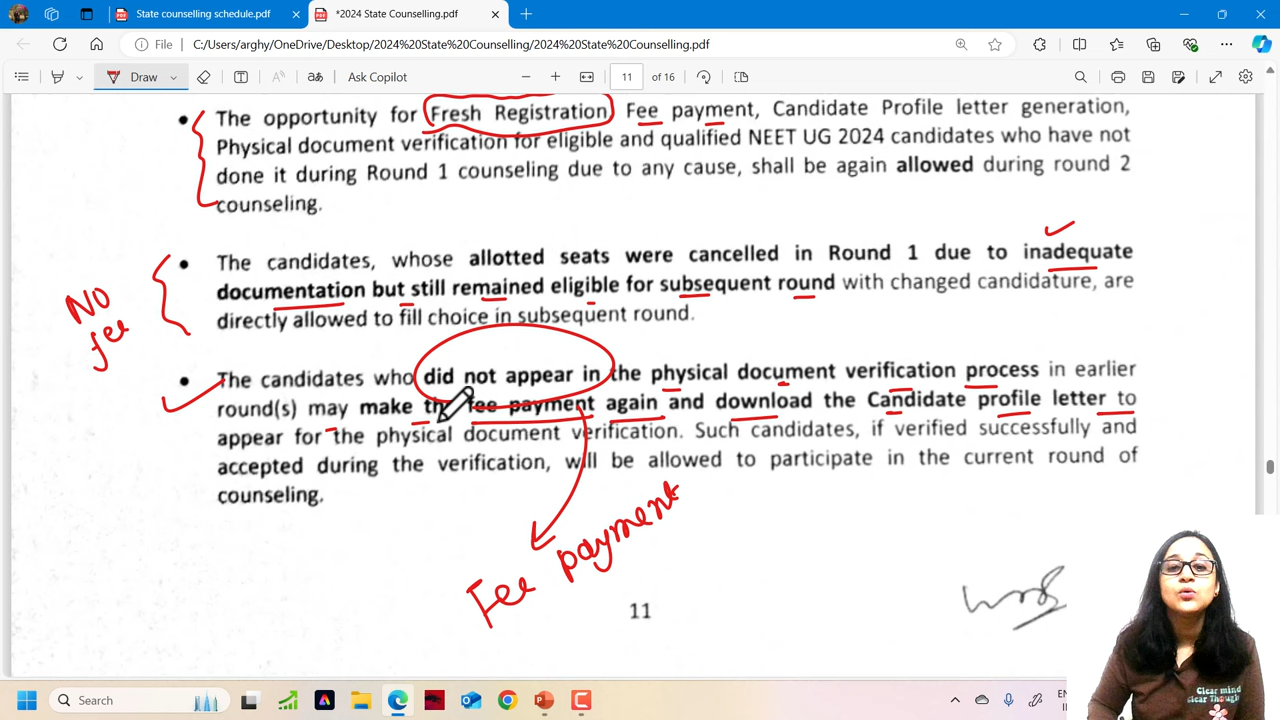 State counselling schedule.pdf
*2024 State Counselling.pdf
File
C:/Users/arghy/OneDrive/Desktop/2024%20State%20Counselling/2024%20State%20Counselling.pdf
Draw
Ask Copilot
11 of 16
The opportunity for Fresh Registration Fee payment, Candidate Profile letter generation,
Physical document verification for eligible and qualified NEET UG 2024 candidates who have not
done it during Round 1 counseling due to any cause, shall be again allowed during round 2
counseling.
The candidates, whose allotted seats were cancelled in Round 1 due to inadequate
documentation but still remained eligible for subsequent round with changed candidature, are
directly allowed to fill choice in subsequent round.
No
fee
The candidates who did not appear in the physical document verification process in earlier
round(s) may make the fee payment again and download the Candidate profile letter to
appear for the physical document verification. Such candidates, if verified successfully and
accepted during the verification, will be allowed to participate in the current round of
counseling.
Fee payment
11
Clear mind
Clear Thoughts
Search